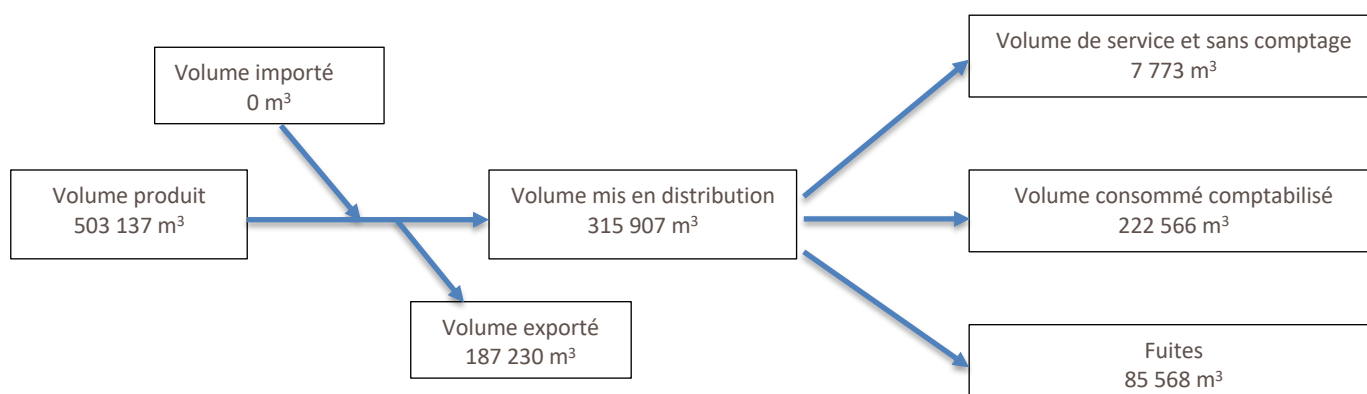 Volume importé
0 m³
Volume produit
503 137 m³
Volume exporté
187 230 m³
Volume mis en distribution
315 907 m³
Volume de service et sans comptage
7 773 m³
Volume consommé comptabilisé
222 566 m³
Fuites
85 568 m³